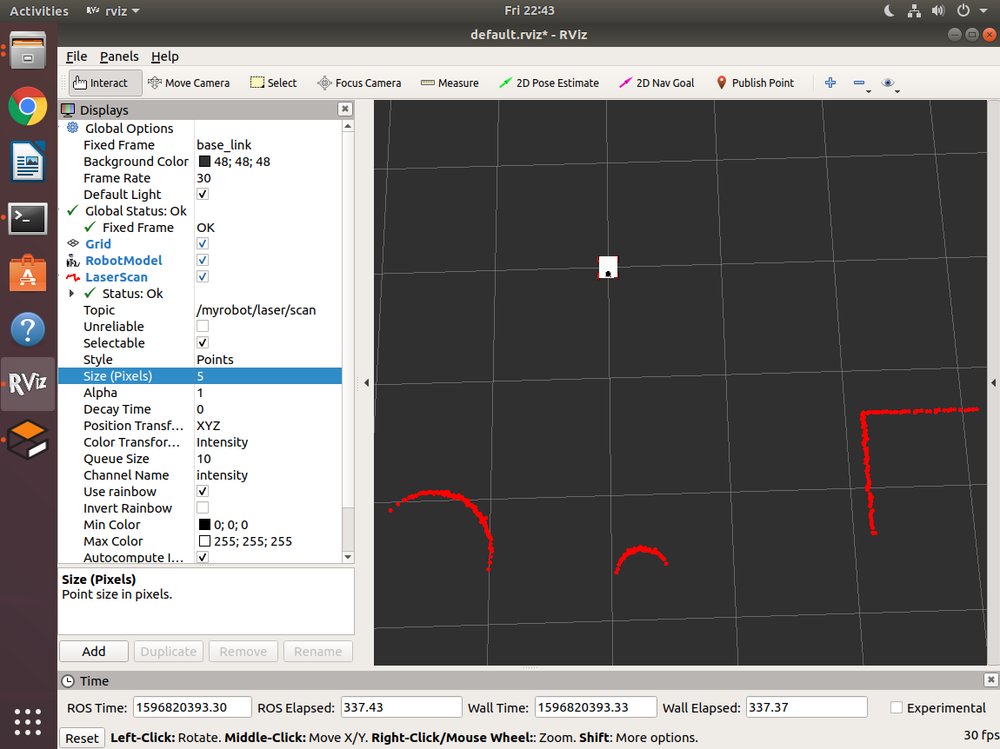 Activities rviz Fri 22:43
default.rviz* - RViz
File Panels Help
Interact Move Camera Select Focus Camera Measure 2D Pose Estimate 2D Nav Goal Publish Point
Displays
Global Options
Fixed Frame base_link
Background Color 48; 48; 48
Frame Rate 30
Default Light
Global Status: Ok
Fixed Frame OK
Grid
RobotModel
LaserScan
Status: Ok
Topic /myrobot/laser/scan
Unreliable
Selectable
Style Points
Size (Pixels) 5
Alpha 1
Decay Time 0
Position Transf... XYZ
Color Transfor... Intensity
Queue Size 10
Channel Name intensity
Use rainbow
Invert Rainbow
Min Color 0; 0; 0
Max Color 255; 255; 255
Autocompute I...
Size (Pixels)
Point size in pixels.
Add Duplicate Remove Rename
Time
ROS Time: 1596820393.30 ROS Elapsed: 337.43 Wall Time: 1596820393.33 Wall Elapsed: 337.37 Experimental
Reset Left-Click: Rotate. Middle-Click: Move X/Y. Right-Click/Mouse Wheel:: Zoom. Shift: More options. 30 fps
RViz